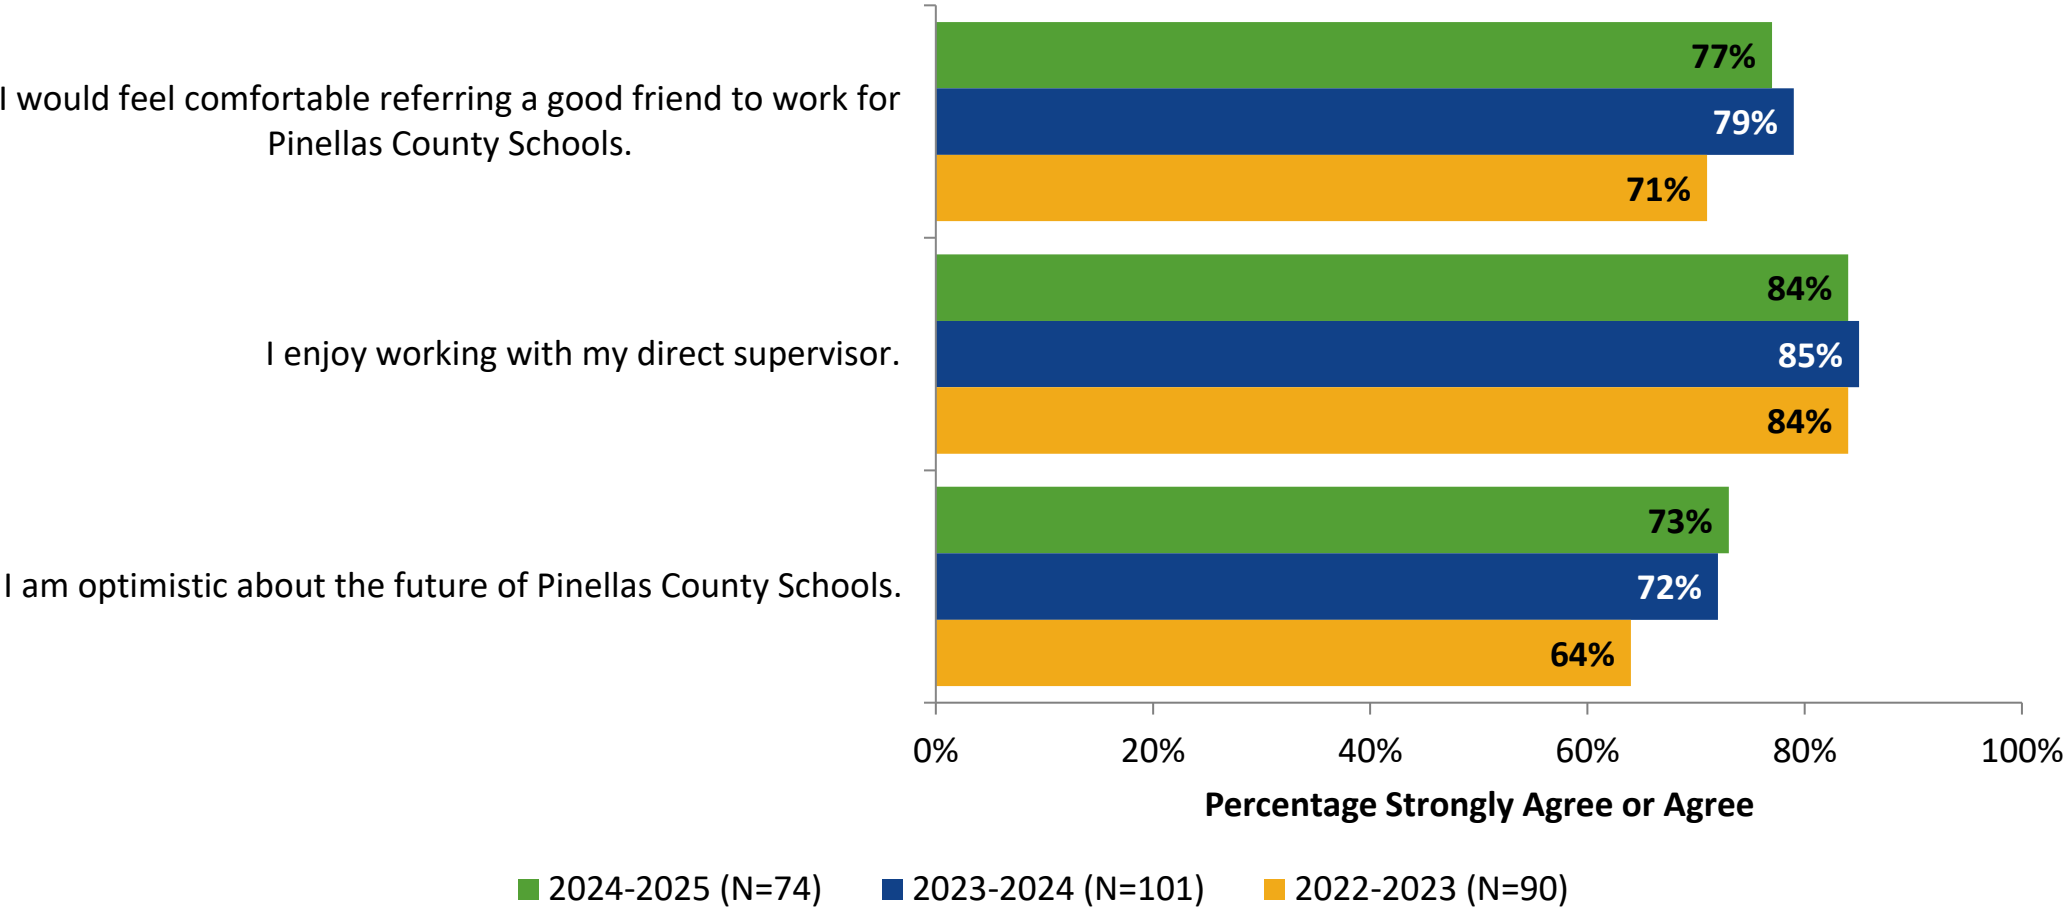 77%
I would feel comfortable referring a good friend to work for
79%
Pinellas County Schools.
71%
84%
I enjoy working with my direct supervisor.
85%
84%
73%
I am optimistic about the future of Pinellas County Schools.
72%
64%
0% 20% 40% 60% 80% 100%
Percentage Strongly Agree or Agree
2024-2025 (N=74) 2023-2024 (N=101) 2022-2023 (N=90)